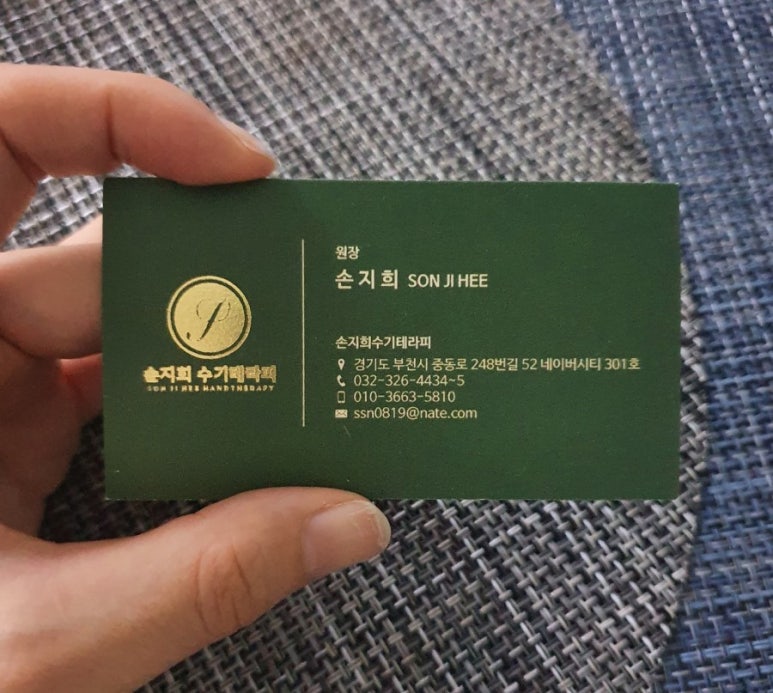 손지희 수기테라피
SON JI HEE HANDTHERAPY
원장
손지희 SON JI HEE
손지희수기테라피
경기도 부천시 중동로 248번길 52 네이버시티 301호
032-326-4434~5
010-3663-5810
ssn0819@nate.com